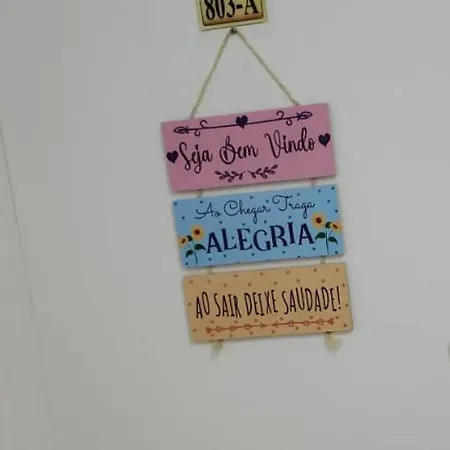 803-A
Seja Bem Vindo
Ao Chegar Traga
ALEGRIA
AO SAIR DEIXE SAUDADE!